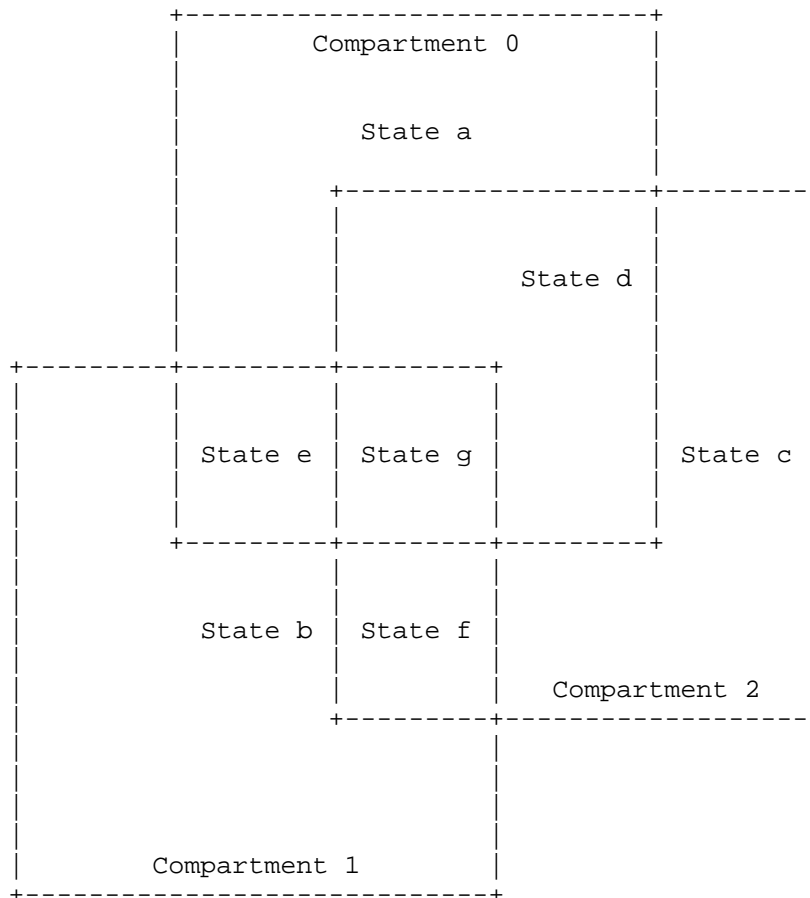 Compartment 0
State a
State d
State e State g State c
State b State f
Compartment 2
Compartment 1